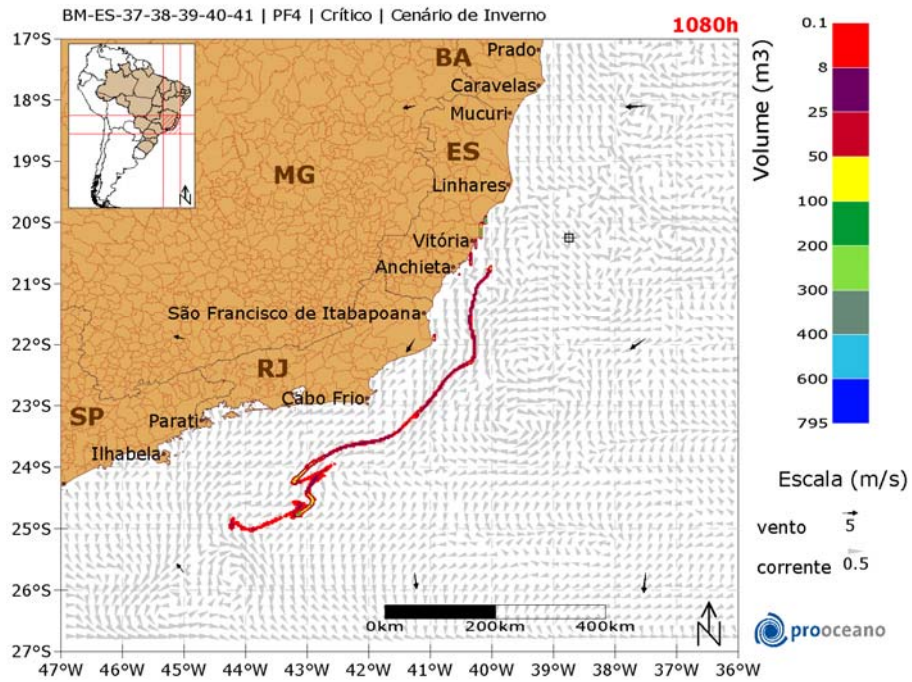 BM-ES-37-38-39-40-41 | PF4 | Crítico | Cenário de Inverno
1080h
17°S
18°S
19°S
20°S
21°S
22°S
23°S
24°S
25°S
26°S
27°S
47°W 46°W 45°W 44°W 43°W 42°W 41°W 40°W 39°W 38°W 37°W 36°W
BA
Prado
Caravelas
Mucuri
ES
MG
Linhares
Vitória
Anchieta
São Francisco de Itabapoana
RJ
Cabo Frio
SP
Parati
Ilhabela
N
0km 200km 400km
N
Volume (m3)
0.1
8
25
50
100
200
300
400
600
795
Escala (m/s)
vento 5
corrente 0.5
prooceano